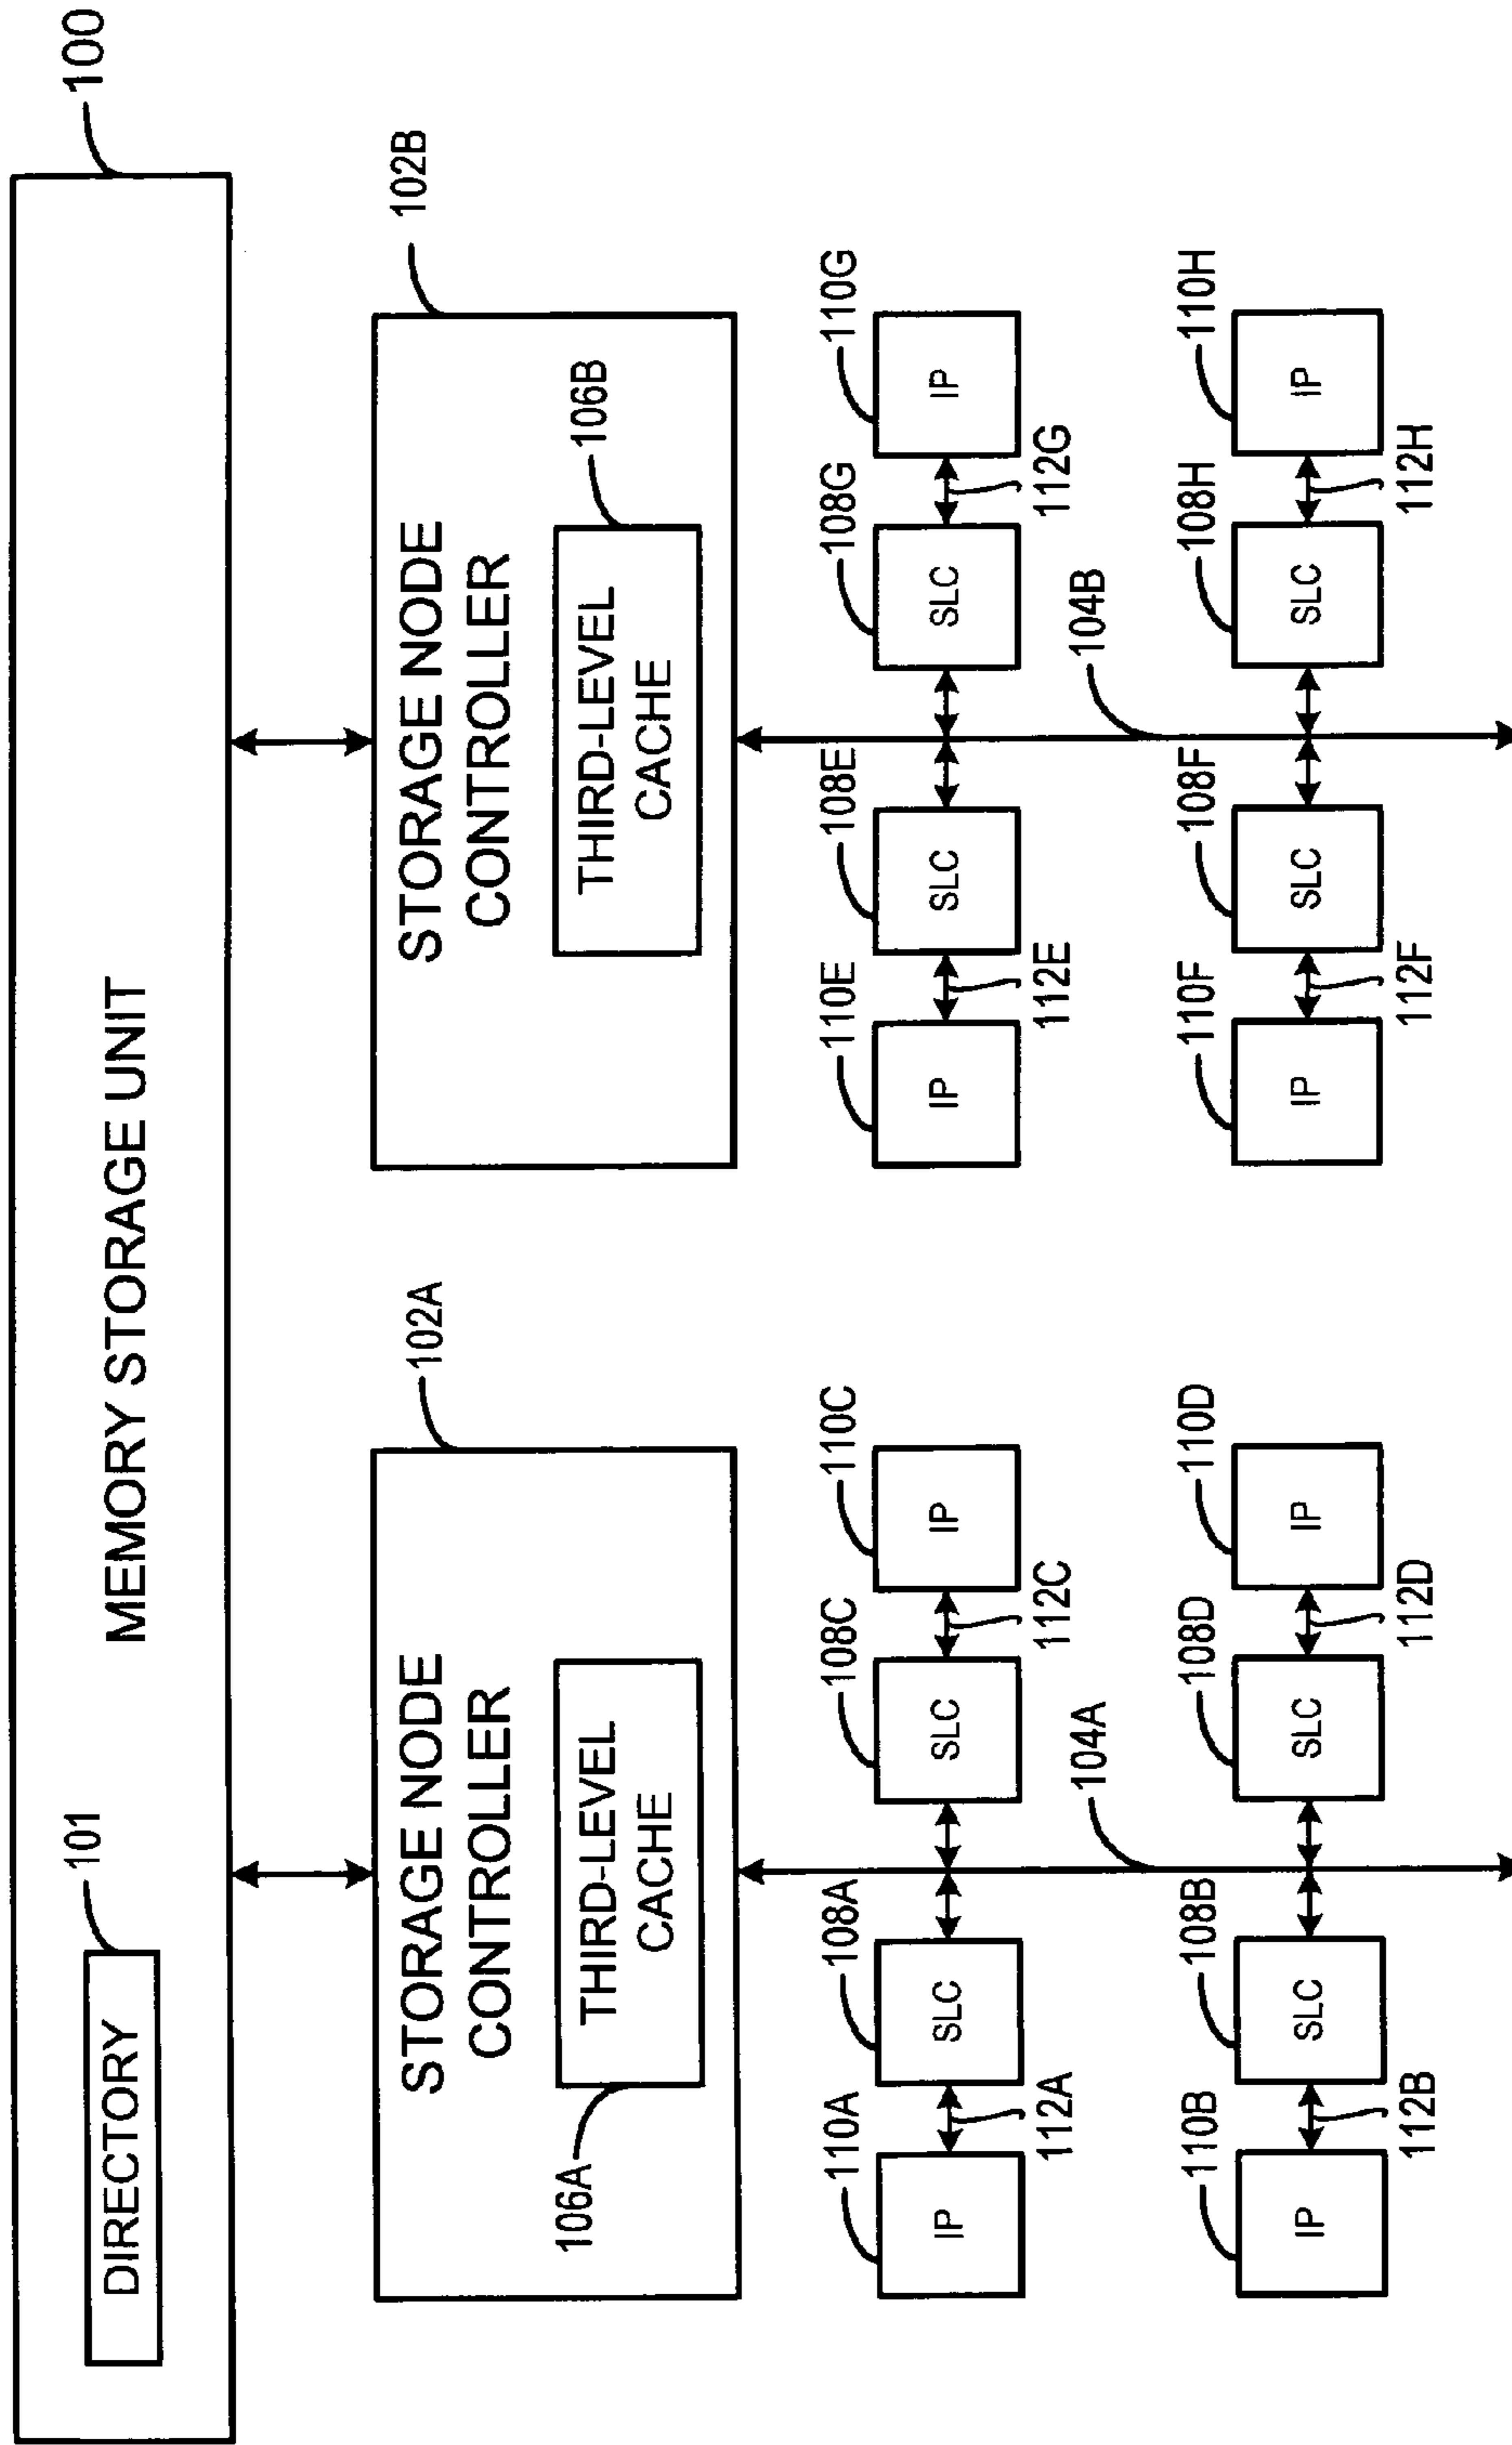 100
MEMORY STORAGE UNIT
101
DIRECTORY
102A
STORAGE NODE
CONTROLLER
THIRD-LEVEL
CACHE
106A
102B
STORAGE NODE
CONTROLLER
THIRD-LEVEL
CACHE
106B
110A
108A
108C
110C
IP
SLC
SLC
IP
112A
112C
104A
110B
108B
108D
110D
IP
SLC
SLC
IP
112B
112D
110E
108E
108G
110G
IP
SLC
SLC
IP
112E
112G
104B
110F
108F
108H
110H
IP
SLC
SLC
IP
112F
112H